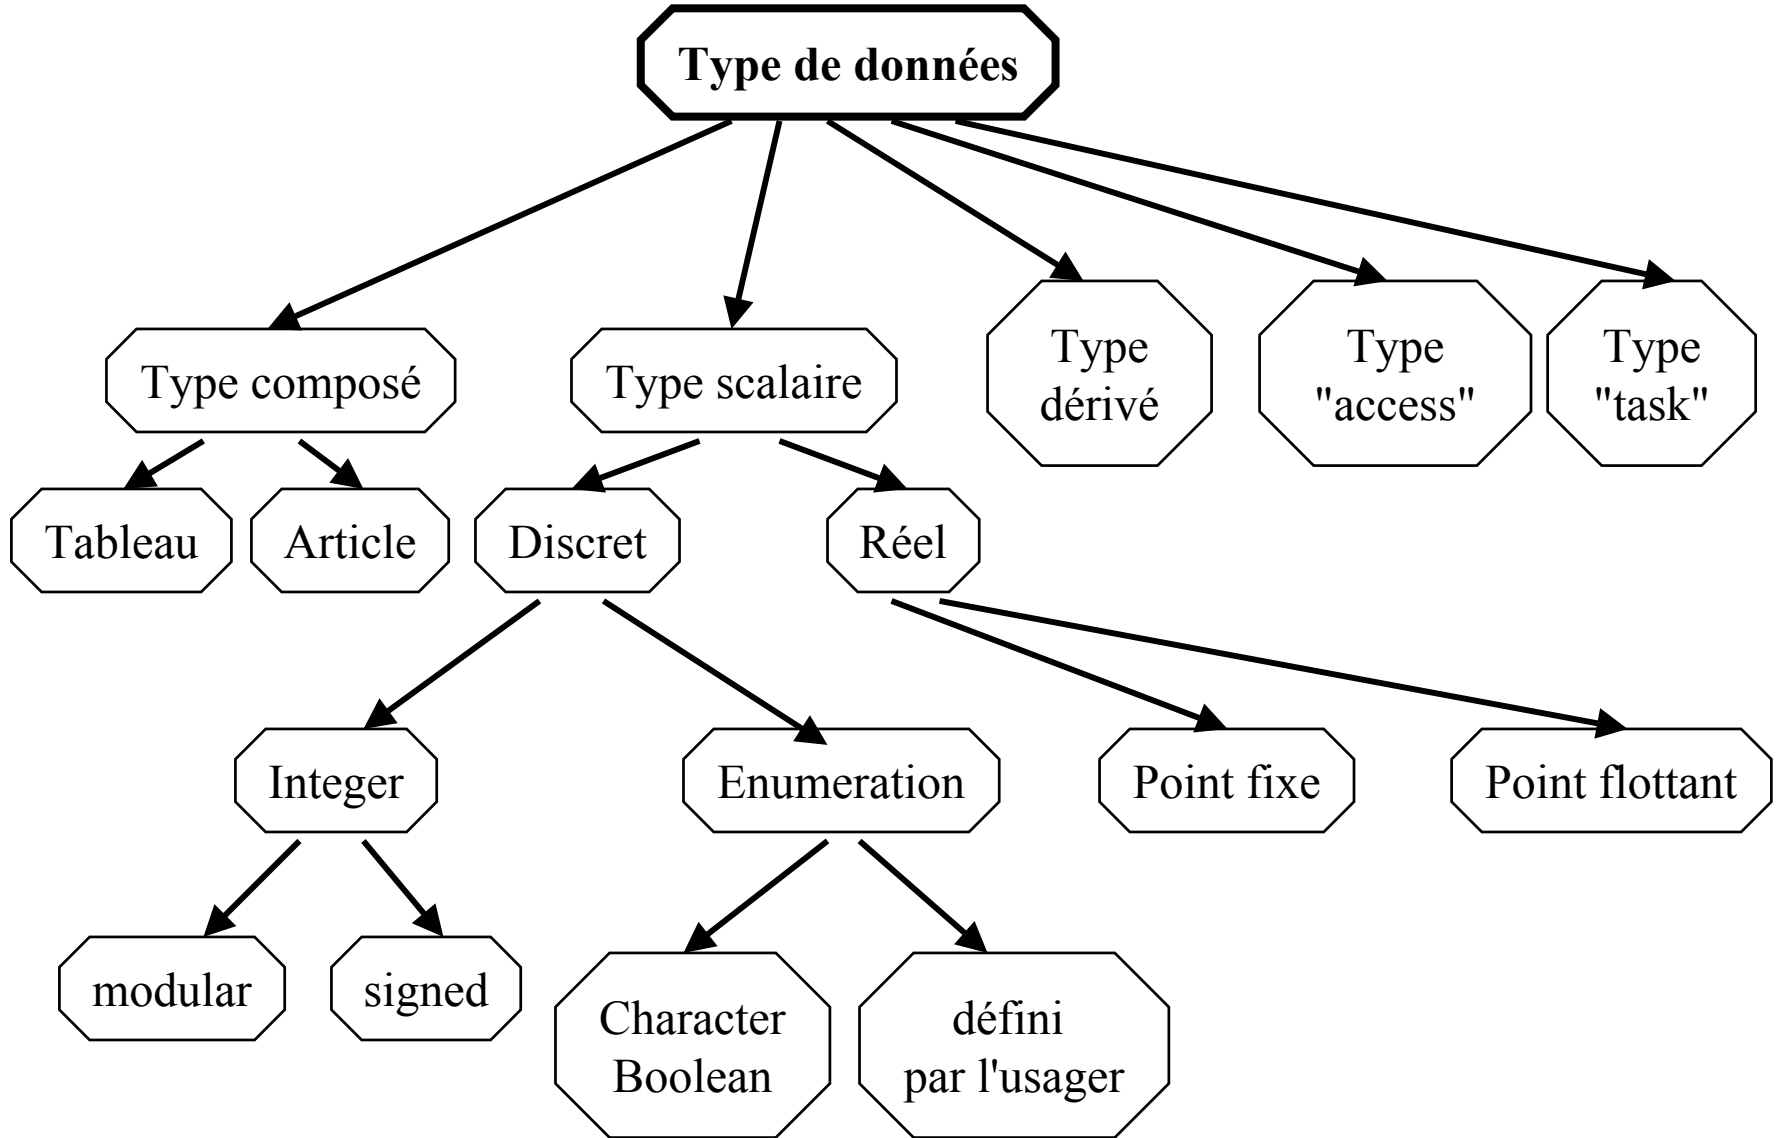 Type de données
Type composé
Type scalaire
Type
dérivé
Type
"access"
Type
"task"
Tableau
Article
Discret
Réel
Integer
Enumeration
Point fixe
Point flottant
modular
signed
Character
Boolean
défini
par l'usager